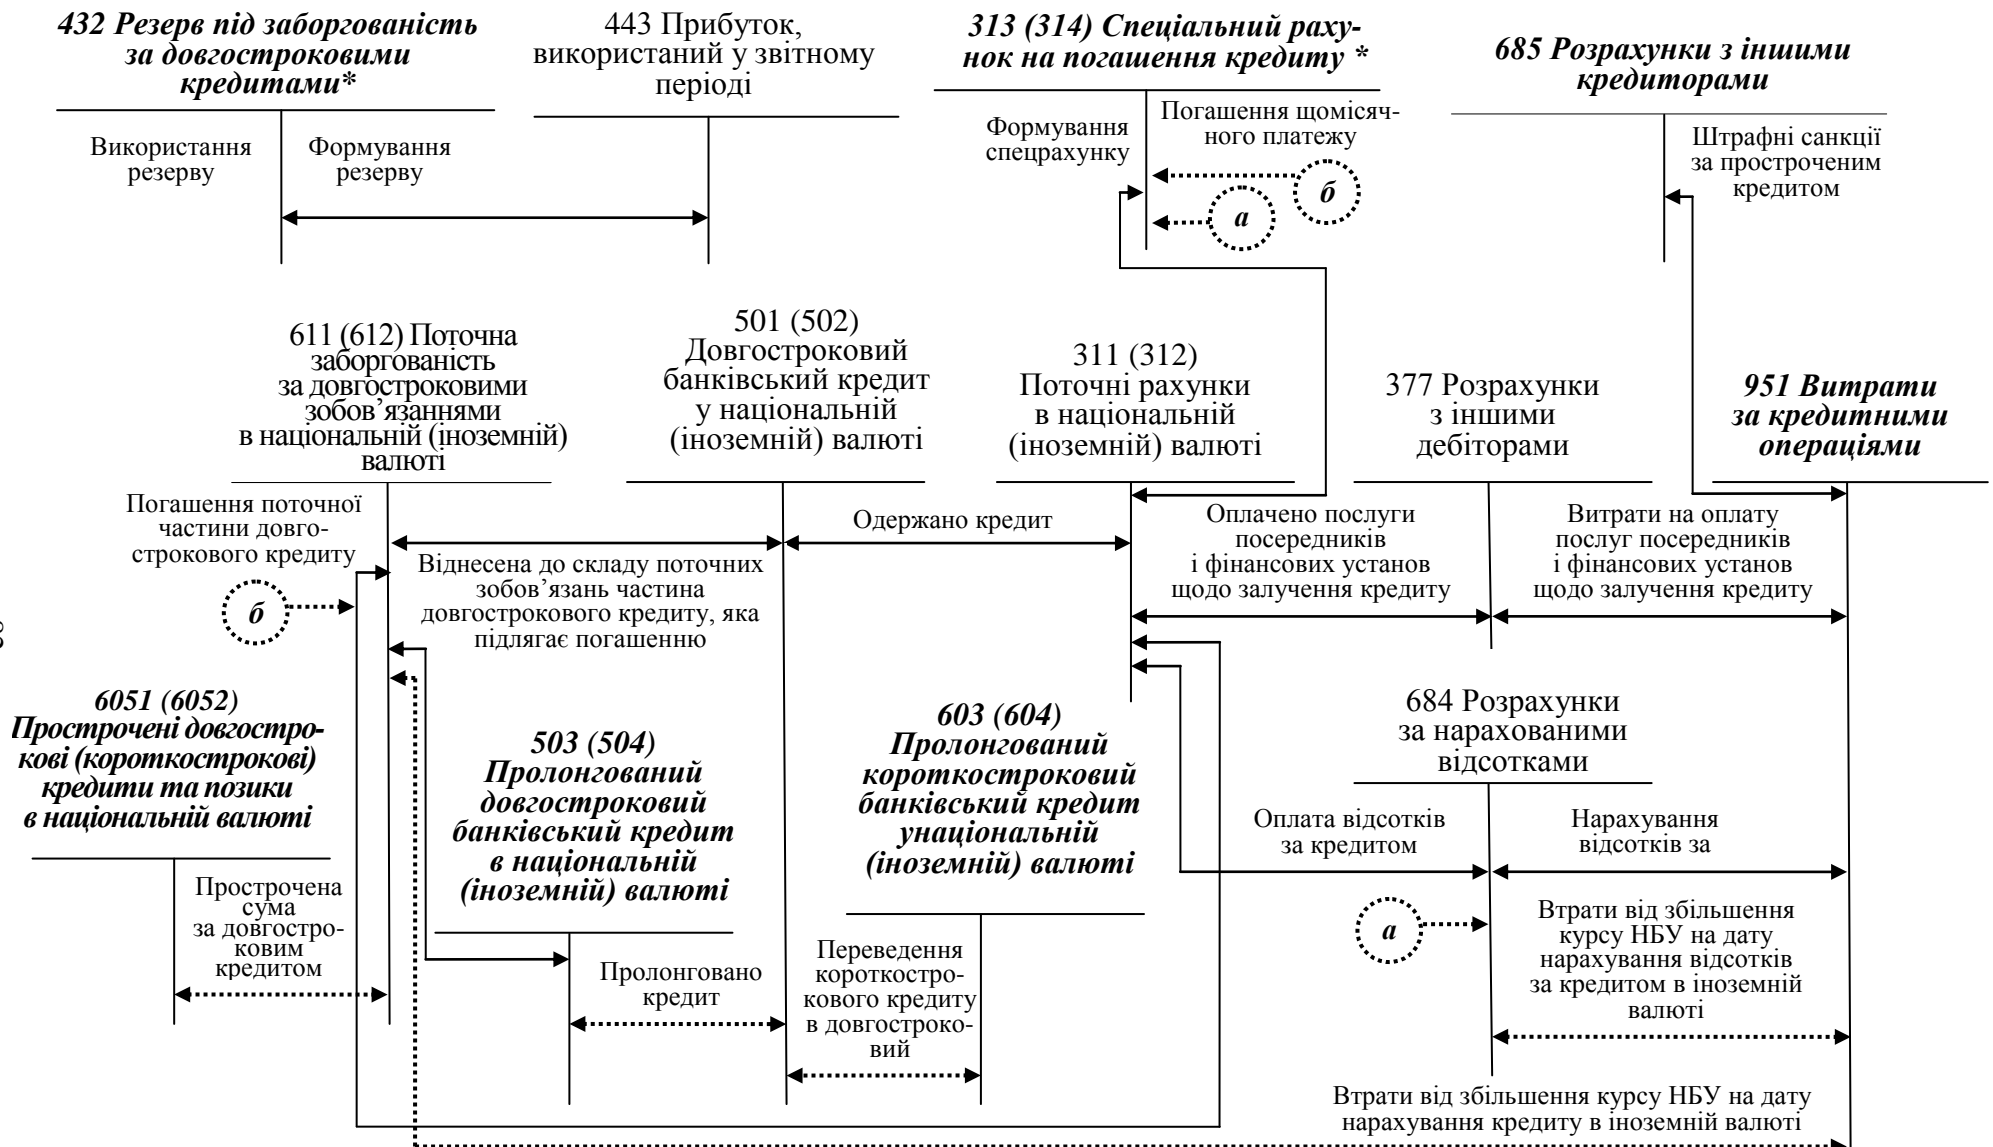 432 Резерв під заборгованість
за довгостроковими
кредитами*
443 Прибуток,
використаний у звітному
періоді
313 (314) Спеціальний раху-
нок на погашення кредиту *
685 Розрахунки з іншими
кредиторами
Використання
резерву
Формування
резерву
Формування
спецрахунку
Погашення щомісяч-
ного платежу
б
а
Штрафні санкції
за простроченим
кредитом
611 (612) Поточна
заборгованість
за довгостроковими
зобов’язаннями
в національній (іноземній)
валюті
501 (502)
Довгостроковий
банківський кредит
у національній
(іноземній) валюті
311 (312)
Поточні рахунки
в національній
(іноземній) валюті
377 Розрахунки
з іншими
дебіторами
951 Витрати
за кредитними
операціями
Погашення поточної
частини довго-
строкового кредиту
б
Віднесена до складу поточних
зобов’язань частина
довгострокового кредиту, яка
підлягає погашенню
Одержано кредит
Оплачено послуги
посередників
і фінансових установ
щодо залучення кредиту
Витрати на оплату
послуг посередників
і фінансових установ
щодо залучення кредиту
6051 (6052)
Прострочені довгостро-
кові (короткострокові)
кредити та позики
в національній валюті
503 (504)
Пролонгований
довгостроковий
банківський кредит
в національній
(іноземній) валюті
603 (604)
Пролонгований
короткостроковий
банківський кредит
унаціональній
(іноземній) валюті
684 Розрахунки
за нарахованими
відсотками
Оплата відсотків
за кредитом
Нарахування
відсотків за
Прострочена
сума
за довгостро-
ковим
кредитом
Пролонговано
кредит
Переведення
короткостро-
кового кредиту
в довгостроко-
вий
а
Втрати від збільшення
курсу НБУ на дату
нарахування відсотків
за кредитом в іноземній
валюті
Втрати від збільшення курсу НБУ на дату
нарахування кредиту в іноземній валюті